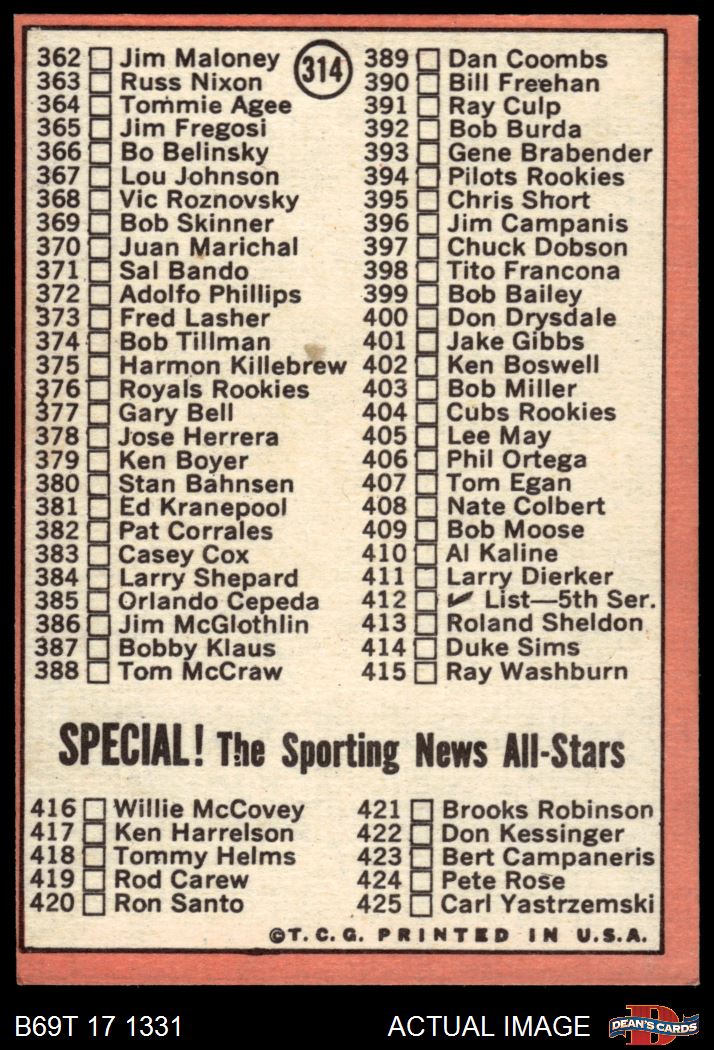 314
362 Jim Maloney
363 Russ Nixon
364 Tommie Agee
365 Jim Fregosi
366 Bo Belinsky
367 Lou Johnson
368 Vic Roznovsky
369 Bob Skinner
370 Juan Marichal
371 Sal Bando
372 Adolfo Phillips
373 Fred Lasher
374 Bob Tillman
375 Harmon Killebrew
376 Royals Rookies
377 Gary Bell
378 Jose Herrera
379 Ken Boyer
380 Stan Bahnsen
381 Ed Kranepool
382 Pat Corrales
383 Casey Cox
384 Larry Shepard
385 Orlando Cepeda
386 Jim McGlothlin
387 Bobby Klaus
388 Tom McCraw
389 Dan Coombs
390 Bill Freehan
391 Ray Culp
392 Bob Burda
393 Gene Brabender
394 Pilots Rookies
395 Chris Short
396 Jim Campanis
397 Chuck Dobson
398 Tito Francona
399 Bob Bailey
400 Don Drysdale
401 Jake Gibbs
402 Ken Boswell
403 Bob Miller
404 Cubs Rookies
405 Lee May
406 Phil Ortega
407 Tom Egan
408 Nate Colbert
409 Bob Moose
410 Al Kaline
411 Larry Dierker
412 ✔ List—5th Ser.
413 Roland Sheldon
414 Duke Sims
415 Ray Washburn
SPECIAL! The Sporting News All-Stars
416 Willie McCovey
417 Ken Harrelson
418 Tommy Helms
419 Rod Carew
420 Ron Santo
421 Brooks Robinson
422 Don Kessinger
423 Bert Campaneris
424 Pete Rose
425 Carl Yastrzemski
©T.C.G. PRINTED IN U.S.A.
B69T 17 1331
ACTUAL IMAGE
D
DEAN'S CARDS